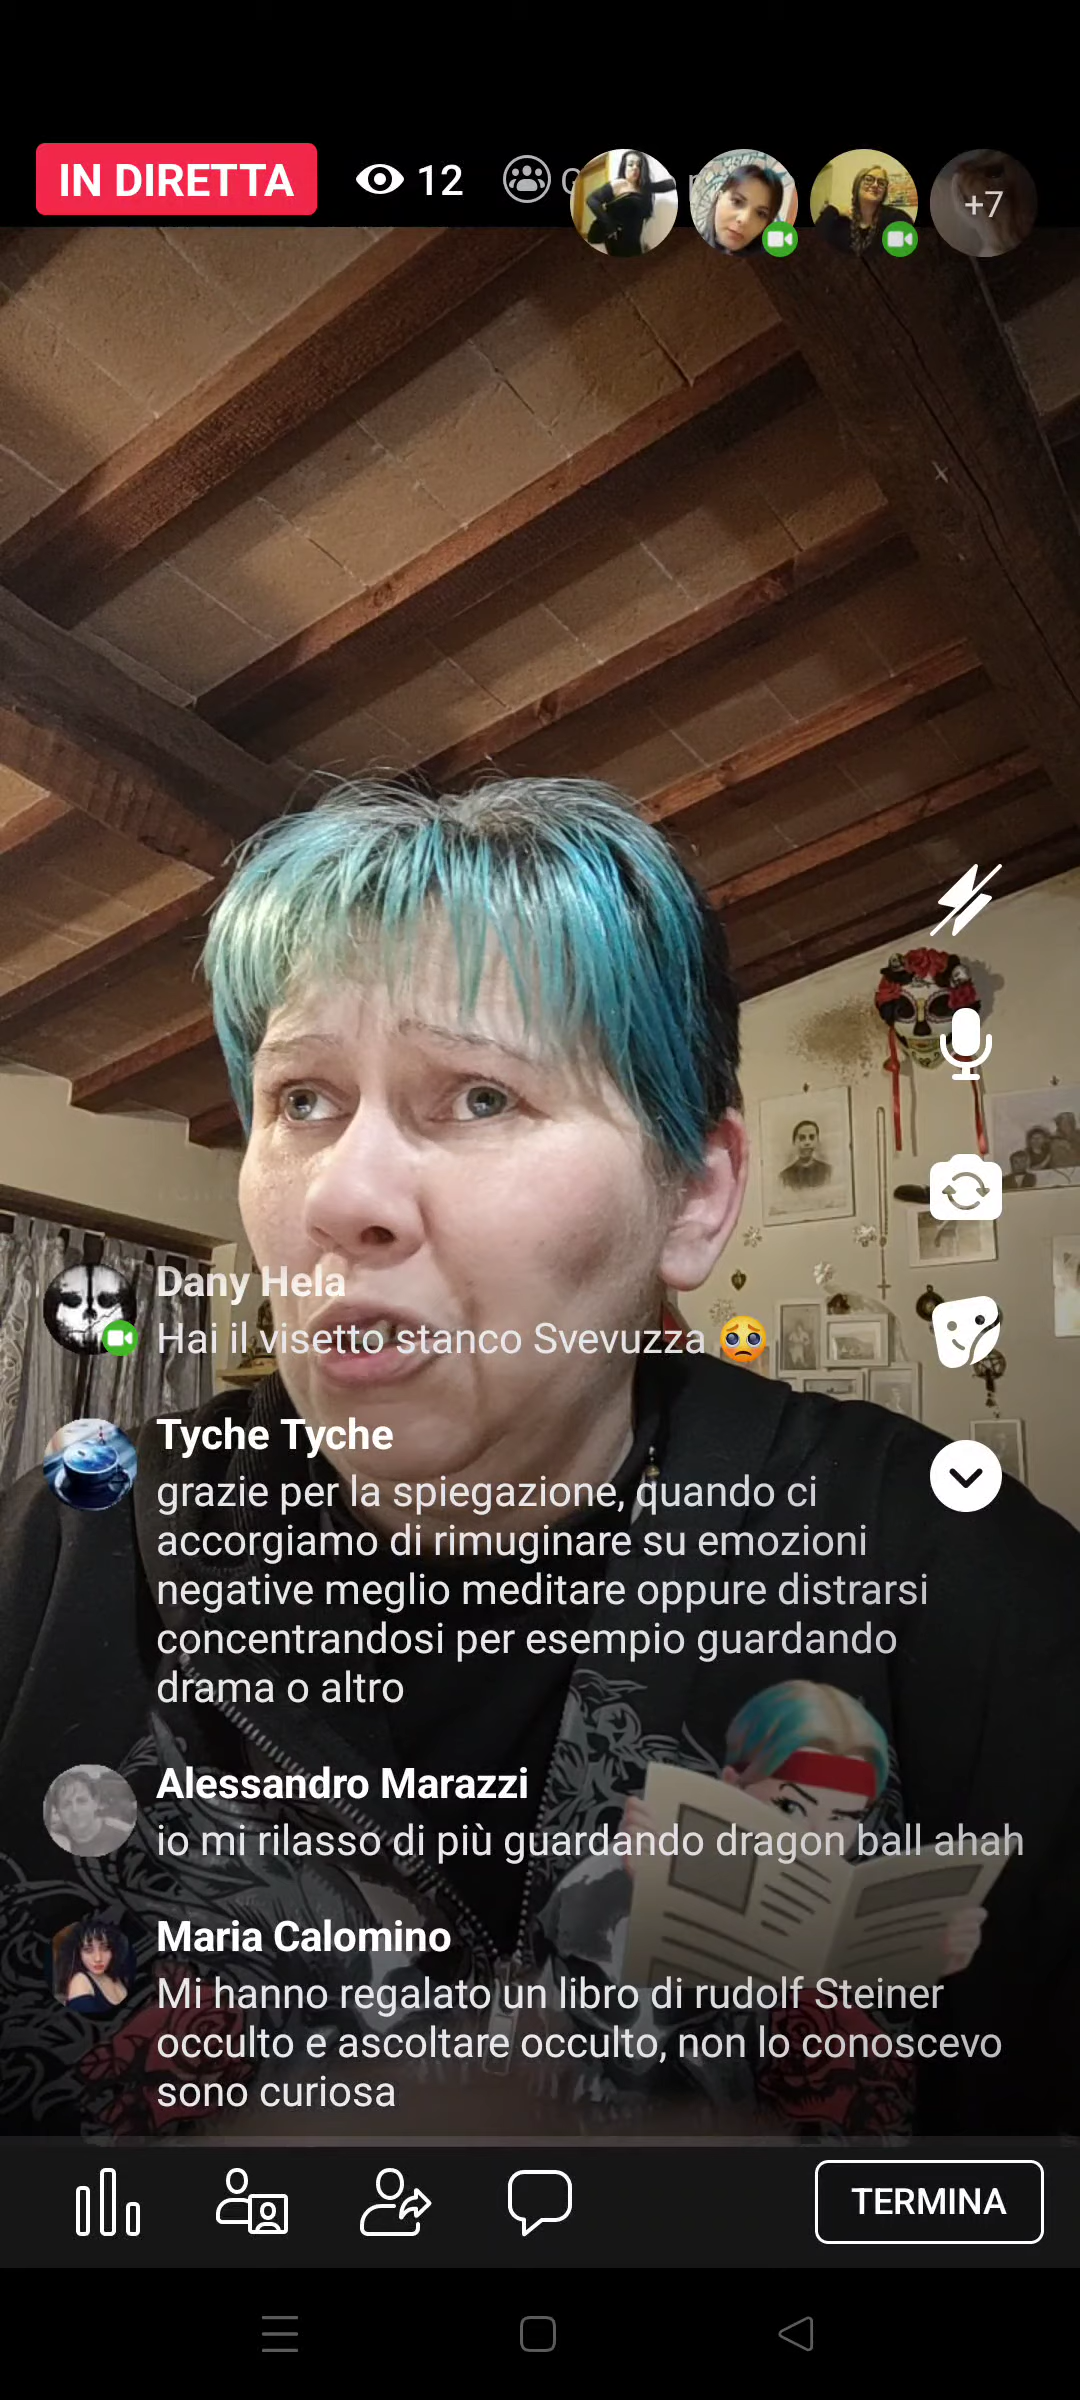 IN DIRETTA
12
+7
Dany Hela
Hai il visetto stanco Svevuzza 🥺
Tyche Tyche
grazie per la spiegazione, quando ci
accorgiamo di rimuginare su emozioni
negative meglio meditare oppure distrarsi
concentrandosi per esempio guardando
drama o altro
Alessandro Marazzi
io mi rilasso di più guardando dragon ball ahah
Maria Calomino
Mi hanno regalato un libro di rudolf Steiner
occulto e ascoltare occulto, non lo conoscevo
sono curiosa
TERMINA